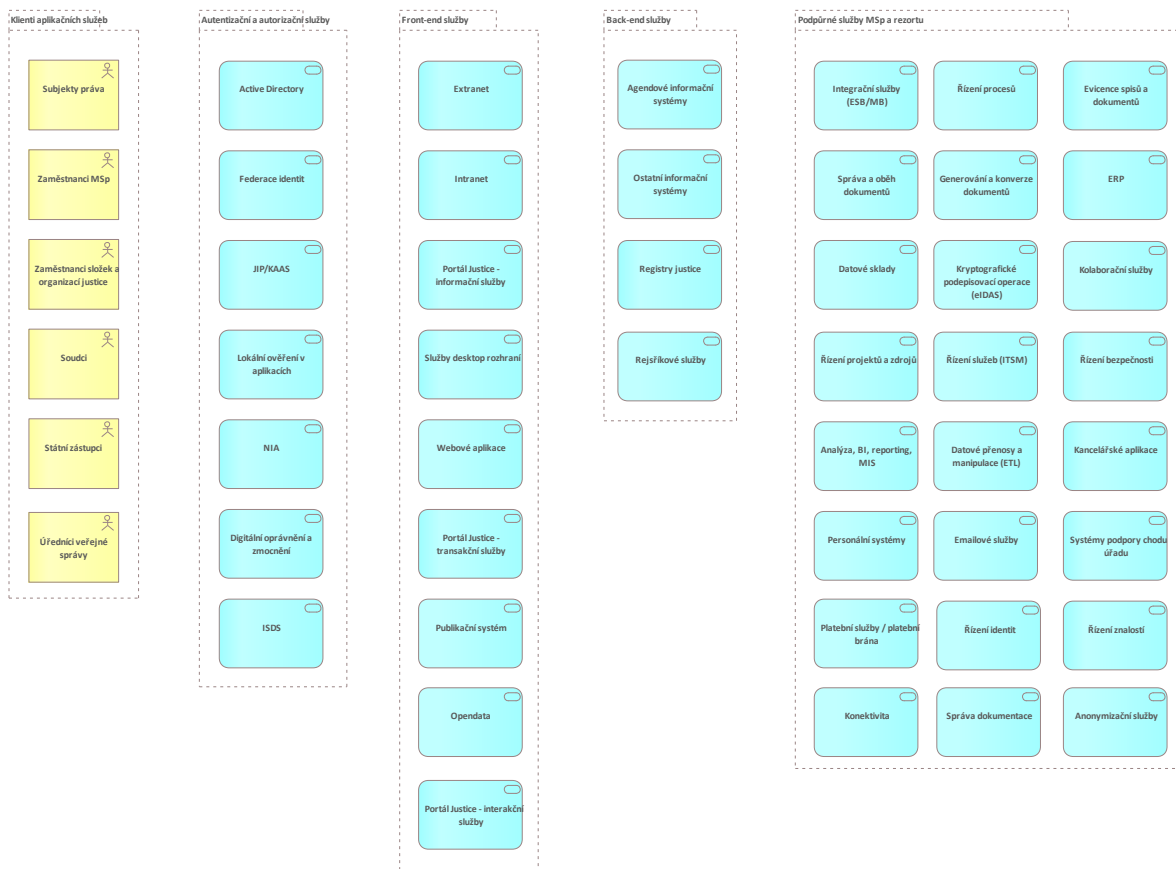 Klienti aplikačních služeb
Subjekty práva
Zaměstnanci MSp
Zaměstnanci složek a
organizací justice
Soudci
Státní zástupci
Úředníci veřejné
správy
Autentizační a autorizační služby
Active Directory
Federace identit
JIP/KAAS
Lokální ověření v
aplikacích
NIA
Digitální oprávnění a
zmocnění
ISDS
Front-end služby
Extranet
Intranet
Portál Justice -
informační služby
Služby desktop rozhraní
Webové aplikace
Portál Justice -
transakční služby
Publikační systém
Opendata
Portál Justice - interakční
služby
Back-end služby
Agendové informační
systémy
Ostatní informační
systémy
Registry justice
Rejsříkové služby
Podpůrné služby MSp a rezortu
Integrační služby
(ESB/MB)
Řízení procesů
Evicence spisů a
dokumentů
Správa a oběh
dokumentů
Generování a konverze
dokumentů
ERP
Datové sklady
Kryptografické
podepisovací operace
(eIDAS)
Kolaborační služby
Řízení projektů a zdrojů
Řízení služeb (ITSM)
Řízení bezpečnosti
Analýza, BI, reporting,
MIS
Datové přenosy a
manipulace (ETL)
Kancelářské aplikace
Personální systémy
Emailové služby
Systémy podpory chodu
úřadu
Platební služby / platební
brána
Řízení identit
Řízení znalostí
Konektivita
Správa dokumentace
Anonymizační služby